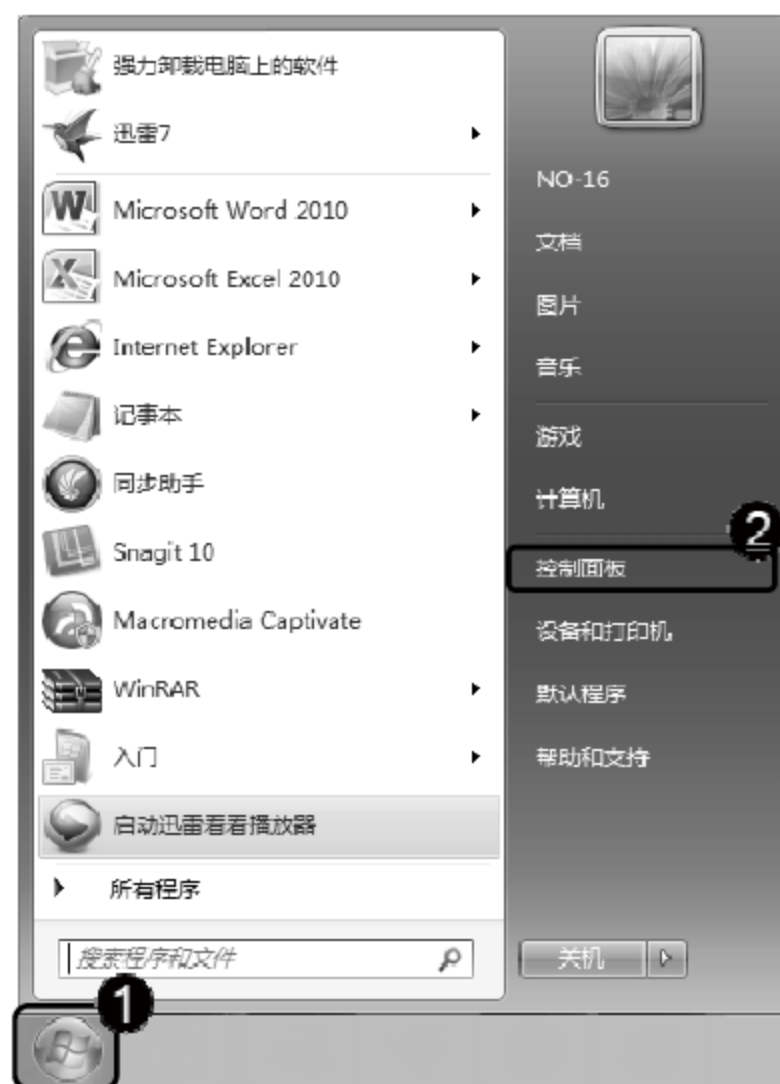 强力卸载电脑上的软件
迅雷7
Microsoft Word 2010
Microsoft Excel 2010
Internet Explorer
记事本
同步助手
Snagit 10
Macromedia Captivate
WinRAR
入门
启动迅雷看看播放器
所有程序
搜索程序和文件
1
NO-16
文档
图片
音乐
游戏
计算机
2
控制面板
设备和打印机
默认程序
帮助和支持
关机